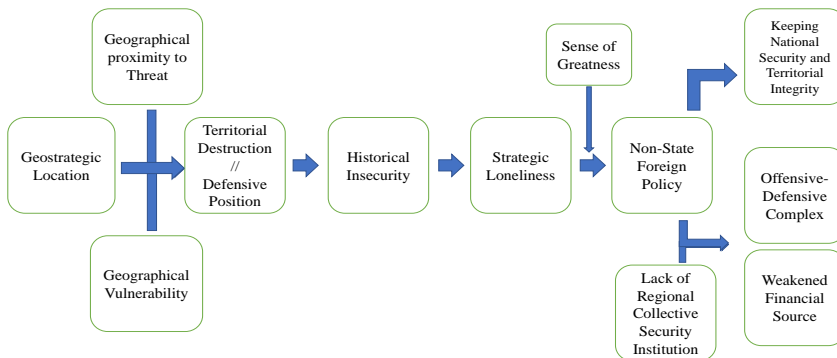 Geographical
proximity to
Threat
Geostrategic
Location
Geographical
Vulnerability
Territorial
Destruction
//
Defensive
Position
Historical
Insecurity
Strategic
Loneliness
Sense of
Greatness
Non-State
Foreign
Policy
Lack of
Regional
Collective
Security
Institution
Keeping
National
Security and
Territorial
Integrity
Offensive-
Defensive
Complex
Weakened
Financial
Source